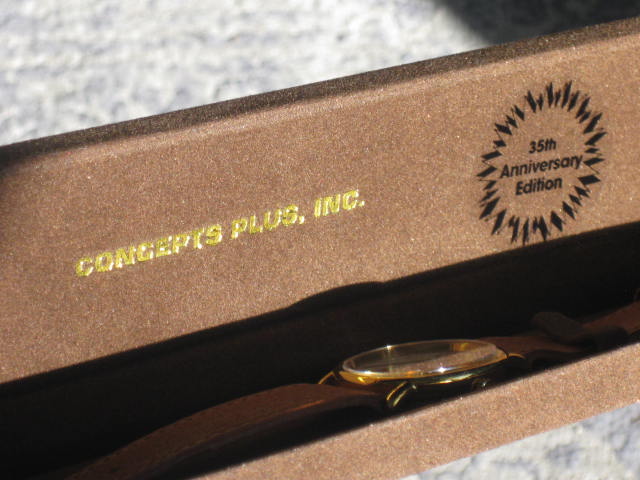 CONCEPTS PLUS, INC.
35th
Anniversary
Edition